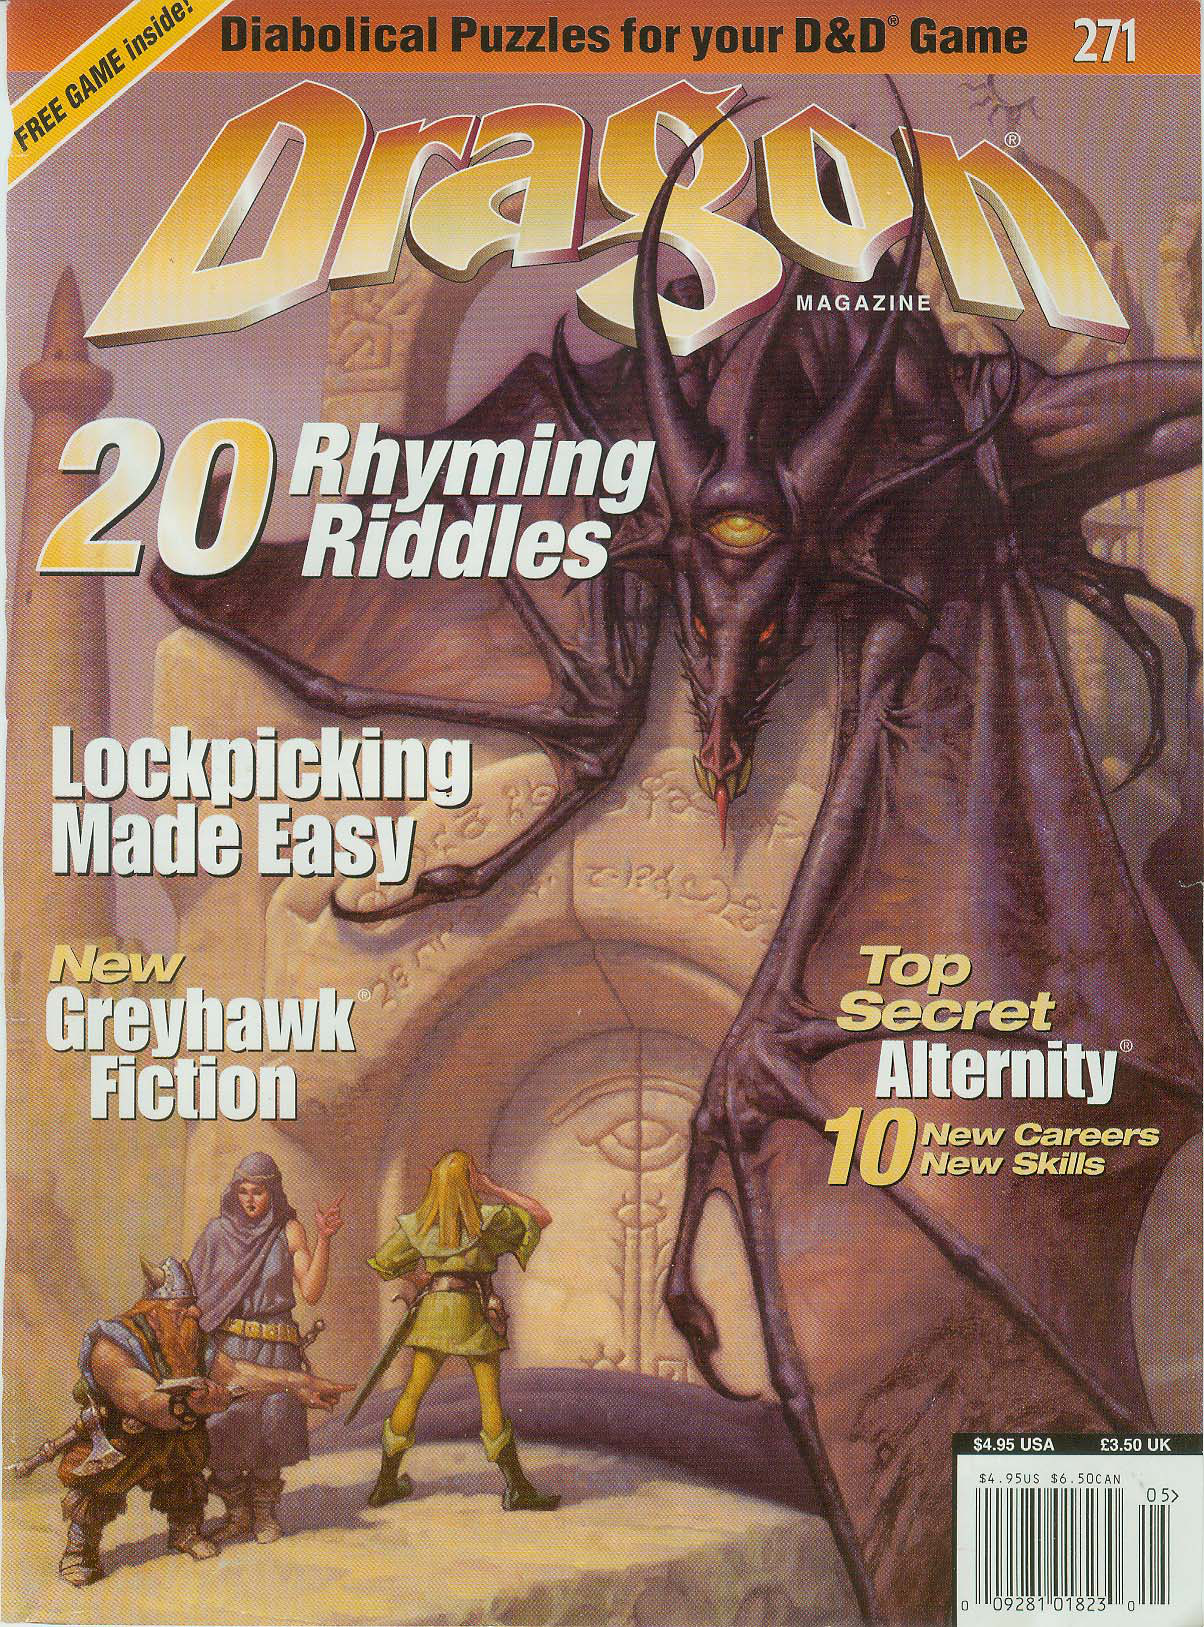 FREE GAME inside!
Diabolical Puzzles for your D&D® Game 271
Dragon®
MAGAZINE
20 Rhyming
Riddles
Lockpicking
Made Easy
New
Greyhawk®
Fiction
Top
Secret
Alternity®
10 New Careers
New Skills
$4.95 USA £3.50 UK
$4.95US $6.50CAN
05>
0 09281 01823 0